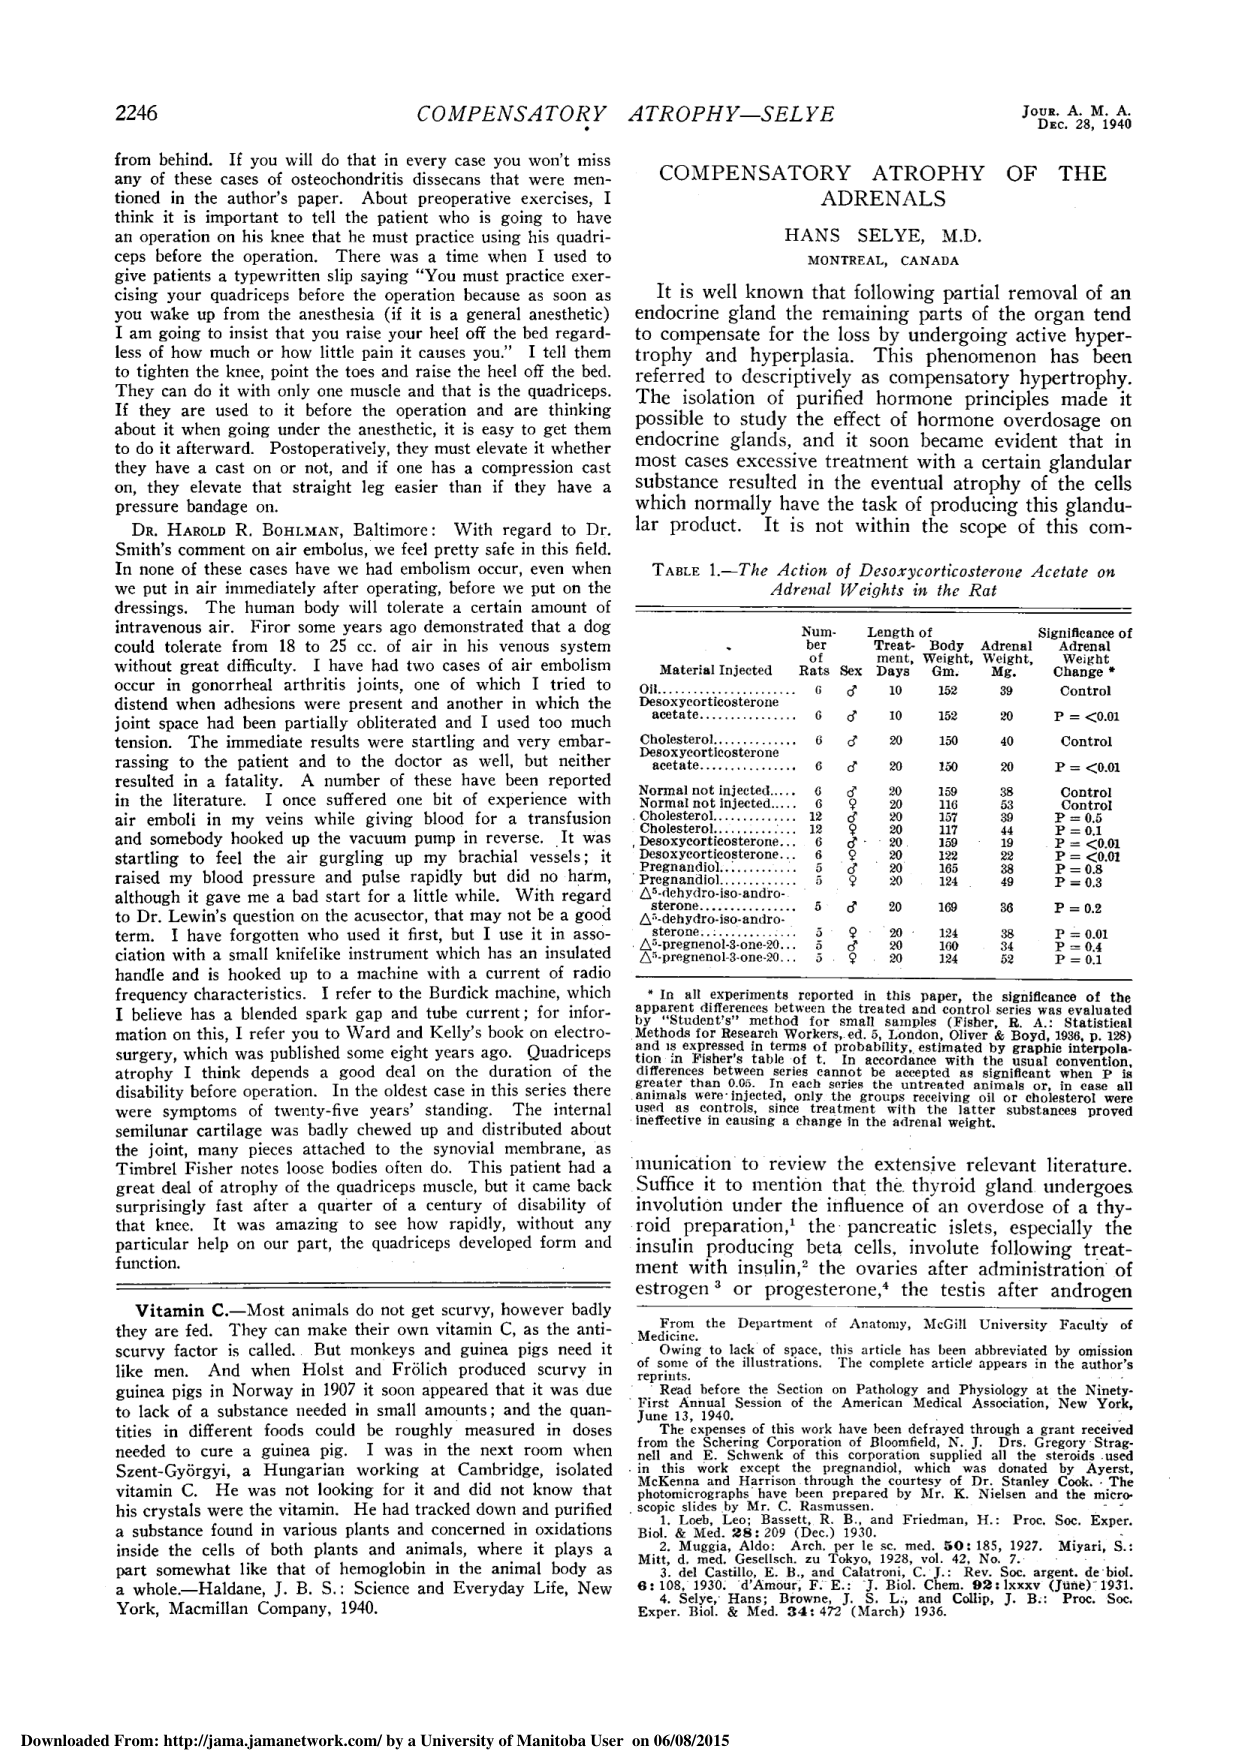 2246
COMPENSATORY ATROPHY—SELYE
JOUR. A. M. A.
DEC. 28, 1940
from behind. If you will do that in every case you won't miss
any of these cases of osteochondritis dissecans that were men-
tioned in the author's paper. About preoperative exercises, I
think it is important to tell the patient who is going to have
an operation on his knee that he must practice using his quadri-
ceps before the operation. There was a time when I used to
give patients a typewritten slip saying "You must practice exer-
cising your quadriceps before the operation because as soon as
you wake up from the anesthesia (if it is a general anesthetic)
I am going to insist that you raise your heel off the bed regard-
less of how much or how little pain it causes you." I tell them
to tighten the knee, point the toes and raise the heel off the bed.
They can do it with only one muscle and that is the quadriceps.
If they are used to it before the operation and are thinking
about it when going under the anesthetic, it is easy to get them
to do it afterward. Postoperatively, they must elevate it whether
they have a cast on or not, and if one has a compression cast
on, they elevate that straight leg easier than if they have a
pressure bandage on.
DR. HAROLD R. BOHLMAN, Baltimore: With regard to Dr.
Smith's comment on air embolus, we feel pretty safe in this field.
In none of these cases have we had embolism occur, even when
we put in air immediately after operating, before we put on the
dressings. The human body will tolerate a certain amount of
intravenous air. Firor some years ago demonstrated that a dog
could tolerate from 18 to 25 cc. of air in his venous system
without great difficulty. I have had two cases of air embolism
occur in gonorrheal arthritis joints, one of which I tried to
distend when adhesions were present and another in which the
joint space had been partially obliterated and I used too much
tension. The immediate results were startling and very embar-
rassing to the patient and to the doctor as well, but neither
resulted in a fatality. A number of these have been reported
in the literature. I once suffered one bit of experience with
air emboli in my veins while giving blood for a transfusion
and somebody hooked up the vacuum pump in reverse. It was
startling to feel the air gurgling up my brachial vessels; it
raised my blood pressure and pulse rapidly but did no harm,
although it gave me a bad start for a little while. With regard
to Dr. Lewin's question on the acusector, that may not be a good
term. I have forgotten who used it first, but I use it in asso-
ciation with a small knifelike instrument which has an insulated
handle and is hooked up to a machine with a current of radio
frequency characteristics. I refer to the Burdick machine, which
I believe has a blended spark gap and tube current; for infor-
mation on this, I refer you to Ward and Kelly's book on electro-
surgery, which was published some eight years ago. Quadriceps
atrophy I think depends a good deal on the duration of the
disability before operation. In the oldest case in this series there
were symptoms of twenty-five years' standing. The internal
semilunar cartilage was badly chewed up and distributed about
the joint, many pieces attached to the synovial membrane, as
Timbrel Fisher notes loose bodies often do. This patient had a
great deal of atrophy of the quadriceps muscle, but it came back
surprisingly fast after a quarter of a century of disability of
that knee. It was amazing to see how rapidly, without any
particular help on our part, the quadriceps developed form and
function.
Vitamin C.—Most animals do not get scurvy, however badly
they are fed. They can make their own vitamin C, as the anti-
scurvy factor is called. But monkeys and guinea pigs need it
like men. And when Holst and Frölich produced scurvy in
guinea pigs in Norway in 1907 it soon appeared that it was due
to lack of a substance needed in small amounts; and the quan-
tities in different foods could be roughly measured in doses
needed to cure a guinea pig. I was in the next room when
Szent-Györgyi, a Hungarian working at Cambridge, isolated
vitamin C. He was not looking for it and did not know that
his crystals were the vitamin. He had tracked down and purified
a substance found in various plants and concerned in oxidations
inside the cells of both plants and animals, where it plays a
part somewhat like that of hemoglobin in the animal body as
a whole.—Haldane, J. B. S.: Science and Everyday Life, New
York, Macmillan Company, 1940.
COMPENSATORY ATROPHY OF THE
ADRENALS
HANS SELYE, M.D.
MONTREAL, CANADA
It is well known that following partial removal of an
endocrine gland the remaining parts of the organ tend
to compensate for the loss by undergoing active hyper-
trophy and hyperplasia. This phenomenon has been
referred to descriptively as compensatory hypertrophy.
The isolation of purified hormone principles made it
possible to study the effect of hormone overdosage on
endocrine glands, and it soon became evident that in
most cases excessive treatment with a certain glandular
substance resulted in the eventual atrophy of the cells
which normally have the task of producing this glandu-
lar product. It is not within the scope of this com-
TABLE 1.—The Action of Desoxycorticosterone Acetate on
Adrenal Weights in the Rat
Num- Length of Significance of
ber Treat- Body Adrenal Adrenal
of ment, Weight, Weight, Weight
Material Injected Rats Sex Days Gm. Mg. Change *
Oil....................... 6 ♂ 10 152 39 Control
Desoxycorticosterone
acetate................ 6 ♂ 10 152 20 P = <0.01
Cholesterol............. 6 ♂ 20 150 40 Control
Desoxycorticosterone
acetate................ 6 ♂ 20 150 20 P = <0.01
Normal not injected..... 6 ♂ 20 159 38 Control
Normal not injected..... 6 ♀ 20 116 53 Control
Cholesterol............. 12 ♂ 20 157 39 P = 0.5
Cholesterol............. 12 ♀ 20 117 44 P = 0.1
Desoxycorticosterone... 6 ♂ 20 159 19 P = <0.01
Desoxycorticosterone... 6 ♀ 20 122 22 P = <0.01
Pregnandiol............ 5 ♂ 20 165 38 P = 0.8
Pregnandiol............ 5 ♀ 20 124 49 P = 0.3
△⁵-dehydro-iso-andro-
sterone................ 5 ♂ 20 169 36 P = 0.2
△⁵-dehydro-iso-andro-
sterone................ 5 ♀ 20 124 38 P = 0.01
△⁵-pregnenol-3-one-20... 5 ♂ 20 160 34 P = 0.4
△⁵-pregnenol-3-one-20... 5 ♀ 20 124 52 P = 0.1
* In all experiments reported in this paper, the significance of the
apparent differences between the treated and control series was evaluated
by "Student's" method for small samples (Fisher, R. A.: Statistical
Methods for Research Workers, ed. 5, London, Oliver & Boyd, 1936, p. 128)
and is expressed in terms of probability, estimated by graphic interpola-
tion in Fisher's table of t. In accordance with the usual convention,
differences between series cannot be accepted as significant when P is
greater than 0.05. In each series the untreated animals or, in case all
animals were injected, only the groups receiving oil or cholesterol were
used as controls, since treatment with the latter substances proved
ineffective in causing a change in the adrenal weight.
munication to review the extensive relevant literature.
Suffice it to mention that the thyroid gland undergoes
involution under the influence of an overdose of a thy-
roid preparation,¹ the pancreatic islets, especially the
insulin producing beta cells, involute following treat-
ment with insulin,² the ovaries after administration of
estrogen ³ or progesterone,⁴ the testis after androgen
From the Department of Anatomy, McGill University Faculty of
Medicine.
Owing to lack of space, this article has been abbreviated by omission
of some of the illustrations. The complete article appears in the author's
reprints.
Read before the Section on Pathology and Physiology at the Ninety-
First Annual Session of the American Medical Association, New York,
June 13, 1940.
The expenses of this work have been defrayed through a grant received
from the Schering Corporation of Bloomfield, N. J. Drs. Gregory Strag-
nell and E. Schwenk of this corporation supplied all the steroids used
in this work except the pregnandiol, which was donated by Ayerst,
McKenna and Harrison through the courtesy of Dr. Stanley Cook. The
photomicrographs have been prepared by Mr. K. Nielsen and the micro-
scopic slides by Mr. C. Rasmussen.
1. Loeb, Leo; Bassett, R. B., and Friedman, H.: Proc. Soc. Exper.
Biol. & Med. 28: 209 (Dec.) 1930.
2. Muggia, Aldo: Arch. per le sc. med. 50: 185, 1927. Miyari, S.:
Mitt, d. med. Gesellsch. zu Tokyo, 1928, vol. 42, No. 7.
3. del Castillo, E. B., and Calatroni, C. J.: Rev. Soc. argent. de biol.
6: 108, 1930. d'Amour, F. E.: J. Biol. Chem. 92: lxxxv (June) 1931.
4. Selye, Hans; Browne, J. S. L., and Collip, J. B.: Proc. Soc.
Exper. Biol. & Med. 34: 472 (March) 1936.
Downloaded From: http://jama.jamanetwork.com/ by a University of Manitoba User on 06/08/2015